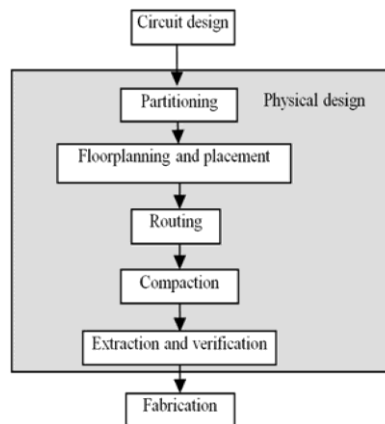 Circuit design
Partitioning
Physical design
Floorplanning and placement
Routing
Compaction
Extraction and verification
Fabrication